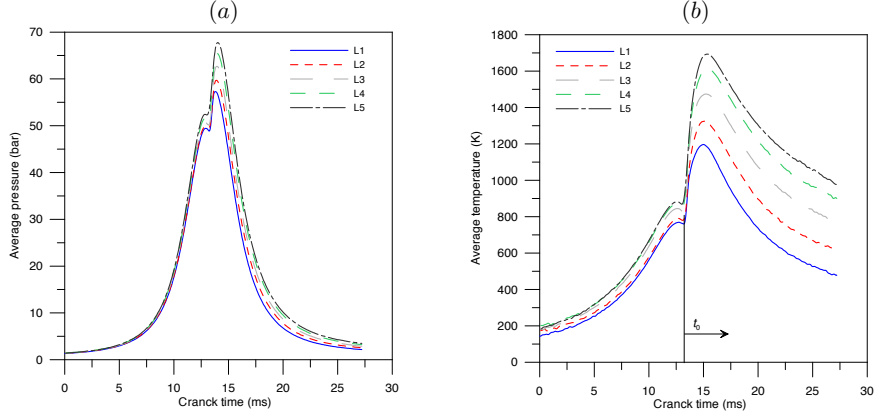 (a)
70
60
50
40
30
20
10
0
Average pressure (bar)
0 5 10 15 20 25 30
Cranck time (ms)
L1
L2
L3
L4
L5
(b)
1800
1600
1400
1200
1000
800
600
400
200
0
Average temperature (K)
0 5 10 15 20 25 30
Cranck time (ms)
L1
L2
L3
L4
L5
t0